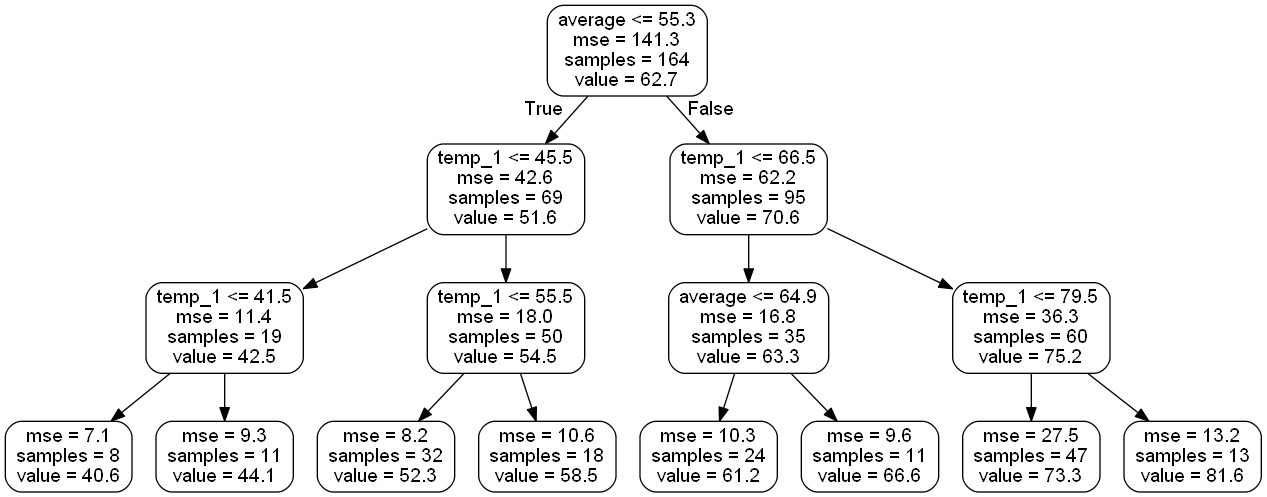 average <= 55.3
mse = 141.3
samples = 164
value = 62.7
True
False
temp_1 <= 45.5
mse = 42.6
samples = 69
value = 51.6
temp_1 <= 66.5
mse = 62.2
samples = 95
value = 70.6
temp_1 <= 41.5
mse = 11.4
samples = 19
value = 42.5
temp_1 <= 55.5
mse = 18.0
samples = 50
value = 54.5
average <= 64.9
mse = 16.8
samples = 35
value = 63.3
temp_1 <= 79.5
mse = 36.3
samples = 60
value = 75.2
mse = 7.1
samples = 8
value = 40.6
mse = 9.3
samples = 11
value = 44.1
mse = 8.2
samples = 32
value = 52.3
mse = 10.6
samples = 18
value = 58.5
mse = 10.3
samples = 24
value = 61.2
mse = 9.6
samples = 11
value = 66.6
mse = 27.5
samples = 47
value = 73.3
mse = 13.2
samples = 13
value = 81.6